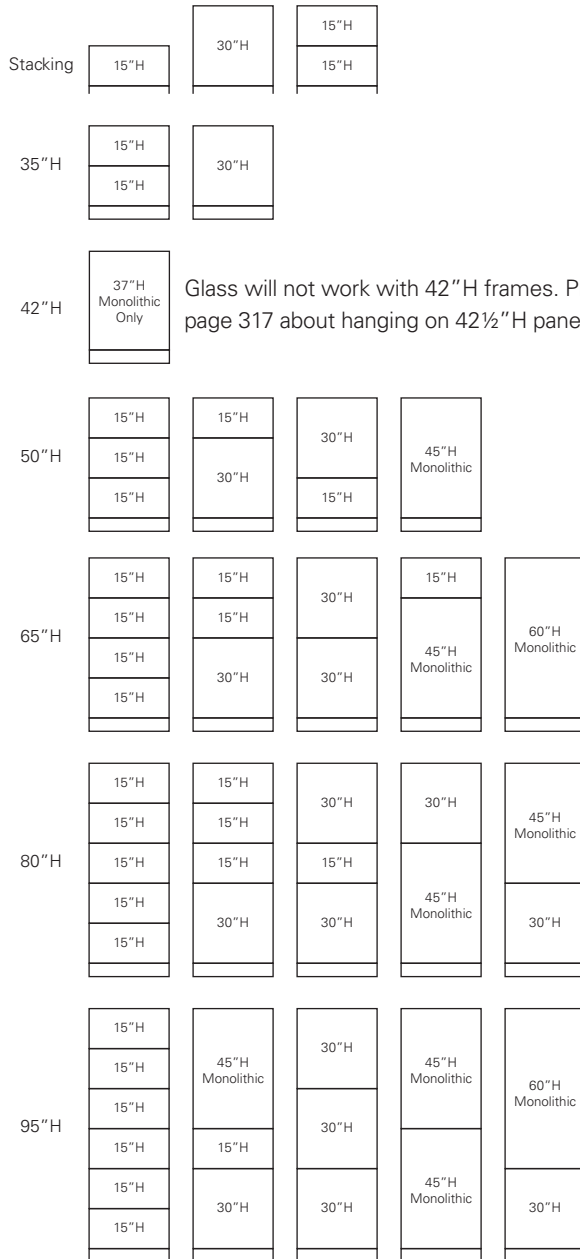 Stacking
15”H
30”H
15”H
15”H
35”H
15”H
15”H
30”H
42”H
37”H
Monolithic
Only
Glass will not work with 42”H frames. P
page 317 about hanging on 42½”H pane
50”H
15”H
15”H
15”H
15”H
30”H
30”H
15”H
45”H
Monolithic
65”H
15”H
15”H
15”H
15”H
15”H
15”H
30”H
30”H
30”H
15”H
45”H
Monolithic
60”H
Monolithic
80”H
15”H
15”H
15”H
15”H
15”H
15”H
15”H
15”H
30”H
30”H
15”H
30”H
30”H
45”H
Monolithic
45”H
Monolithic
30”H
95”H
15”H
15”H
15”H
15”H
15”H
15”H
45”H
Monolithic
15”H
30”H
30”H
30”H
30”H
45”H
Monolithic
45”H
Monolithic
60”H
Monolithic
30”H